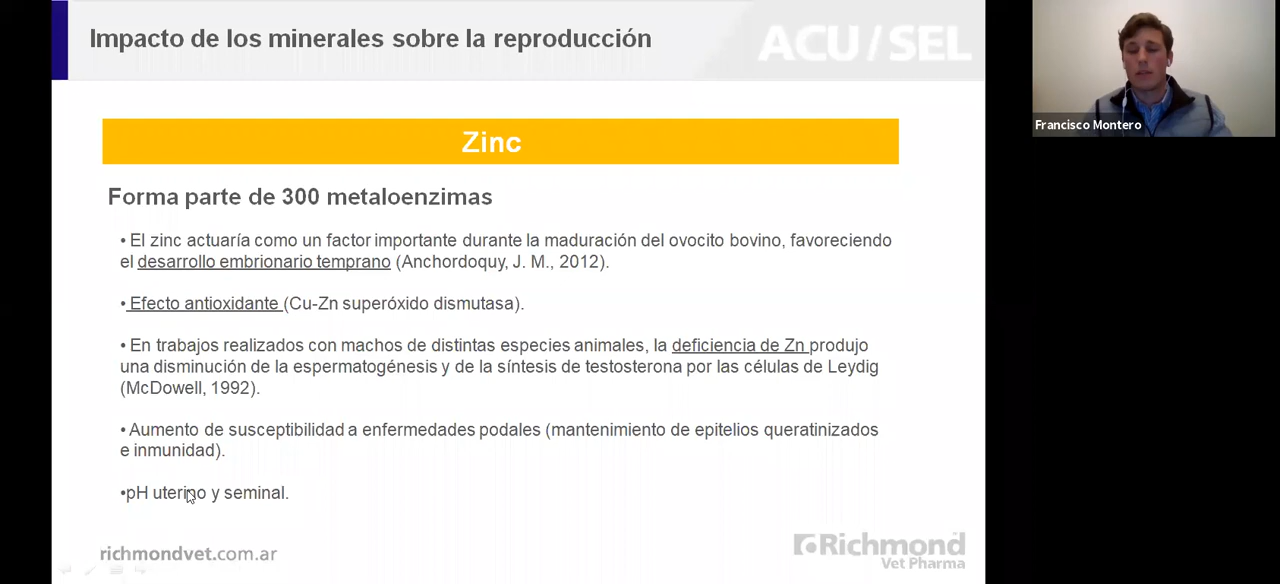 Impacto de los minerales sobre la reproducción
ACU/SEL
Francisco Montero
Zinc
Forma parte de 300 metaloenzimas
• El zinc actuaría como un factor importante durante la maduración del ovocito bovino, favoreciendo
el desarrollo embrionario temprano (Anchordoquy, J. M., 2012).
• Efecto antioxidante (Cu-Zn superóxido dismutasa).
• En trabajos realizados con machos de distintas especies animales, la deficiencia de Zn produjo
una disminución de la espermatogénesis y de la síntesis de testosterona por las células de Leydig
(McDowell, 1992).
• Aumento de susceptibilidad a enfermedades podales (mantenimiento de epitelios queratinizados
e inmunidad).
•pH uterino y seminal.
richmondvet.com.ar
Richmond
Vet Pharma